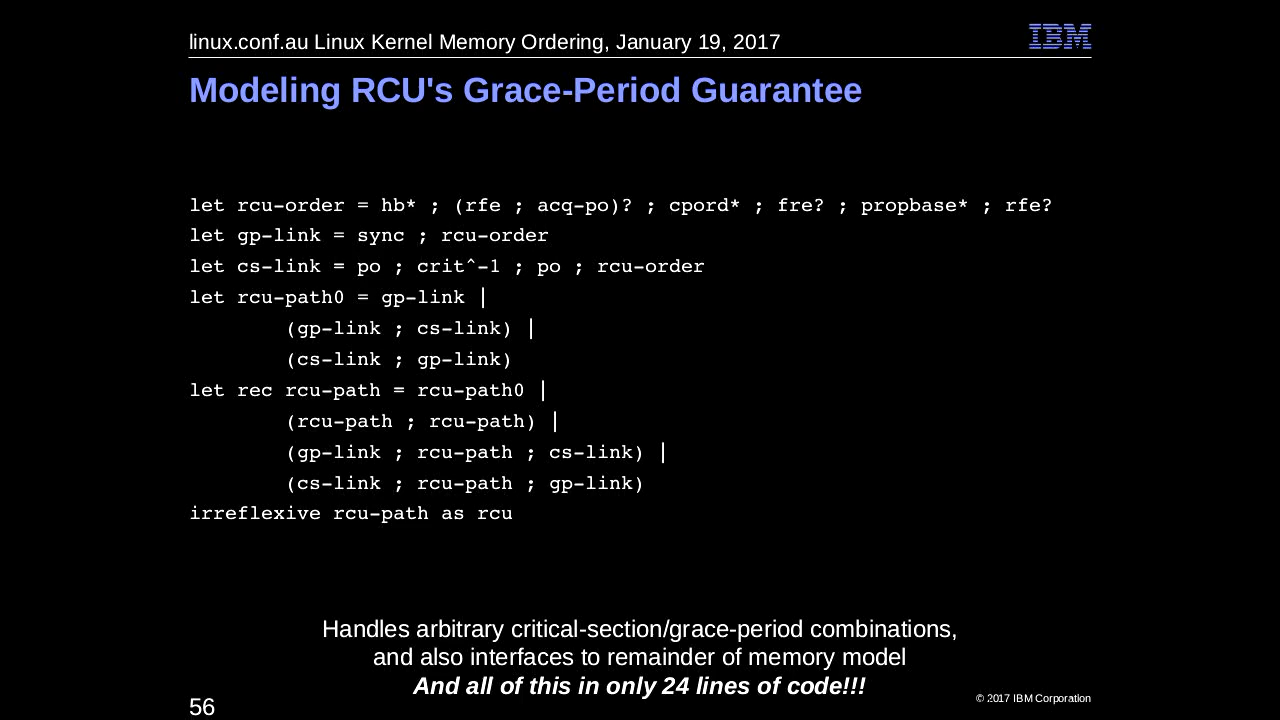 linux.conf.au Linux Kernel Memory Ordering, January 19, 2017
IBM
Modeling RCU's Grace-Period Guarantee
let rcu-order = hb* ; (rfe ; acq-po)? ; cpord* ; fre? ; propbase* ; rfe?
let gp-link = sync ; rcu-order
let cs-link = po ; crit^-1 ; po ; rcu-order
let rcu-path0 = gp-link |
(gp-link ; cs-link) |
(cs-link ; gp-link)
let rec rcu-path = rcu-path0 |
(rcu-path ; rcu-path) |
(gp-link ; rcu-path ; cs-link) |
(cs-link ; rcu-path ; gp-link)
irreflexive rcu-path as rcu
Handles arbitrary critical-section/grace-period combinations,
and also interfaces to remainder of memory model
And all of this in only 24 lines of code!!!
56
© 2017 IBM Corporation